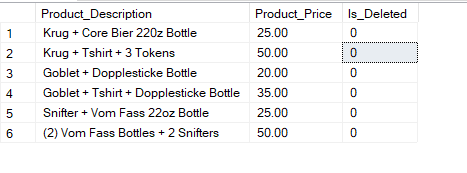 Product_Description Product_Price Is_Deleted
1 Krug + Core Bier 220z Bottle 25.00 0
2 Krug + Tshirt + 3 Tokens 50.00 0
3 Goblet + Dopplesticke Bottle 20.00 0
4 Goblet + Tshirt + Dopplesticke Bottle 35.00 0
5 Snifter + Vom Fass 22oz Bottle 25.00 0
6 (2) Vom Fass Bottles + 2 Snifters 50.00 0